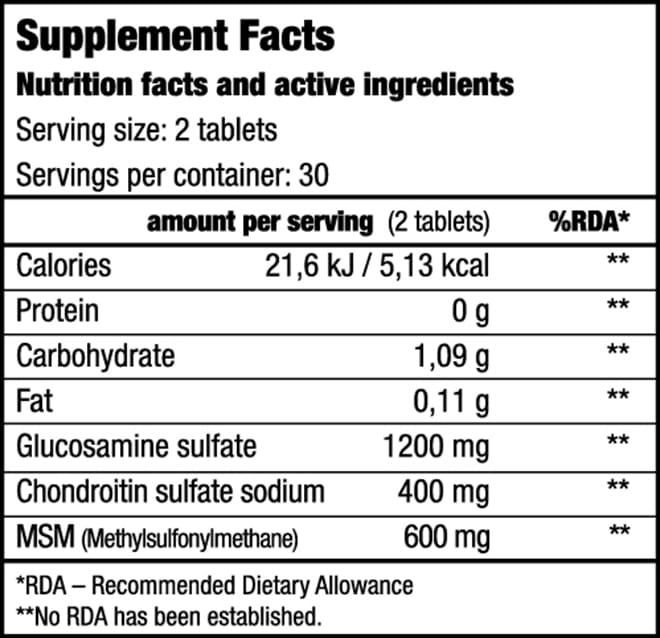 Supplement Facts
Nutrition facts and active ingredients
Serving size: 2 tablets
Servings per container: 30
amount per serving (2 tablets) %RDA*
Calories 21,6 kJ / 5,13 kcal **
Protein 0 g **
Carbohydrate 1,09 g **
Fat 0,11 g **
Glucosamine sulfate 1200 mg **
Chondroitin sulfate sodium 400 mg **
MSM (Methylsulfonylmethane) 600 mg **
*RDA – Recommended Dietary Allowance
**No RDA has been established.